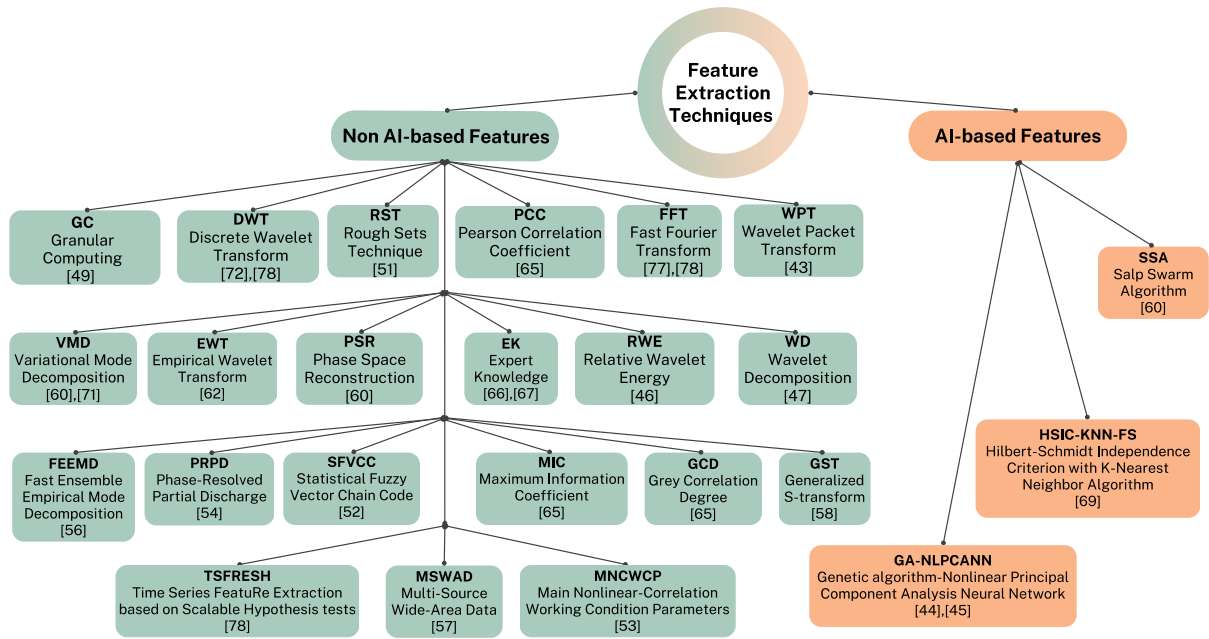 Feature
Extraction
Techniques
Non AI-based Features
AI-based Features
GC
Granular
Computing
[49]
DWT
Discrete Wavelet
Transform
[72],[78]
RST
Rough Sets
Technique
[51]
PCC
Pearson Correlation
Coefficient
[65]
FFT
Fast Fourier
Transform
[77],[78]
WPT
Wavelet Packet
Transform
[43]
SSA
Salp Swarm
Algorithm
[60]
VMD
Variational Mode
Decomposition
[60],[71]
EWT
Empirical Wavelet
Transform
[62]
PSR
Phase Space
Reconstruction
[60]
EK
Expert
Knowledge
[66],[67]
RWE
Relative Wavelet
Energy
[46]
WD
Wavelet
Decomposition
[47]
HSIC-KNN-FS
Hilbert-Schmidt Independence
Criterion with K-Nearest
Neighbor Algorithm
[69]
FEEMD
Fast Ensemble
Empirical Mode
Decomposition
[56]
PRPD
Phase-Resolved
Partial Discharge
[54]
SFVCC
Statistical Fuzzy
Vector Chain Code
[52]
MIC
Maximum Information
Coefficient
[65]
GCD
Grey Correlation
Degree
[65]
GST
Generalized
S-transform
[58]
GA-NLPCANN
Genetic algorithm-Nonlinear Principal
Component Analysis Neural Network
[44],[45]
TSFRESH
Time Series FeatuRe Extraction
based on Scalable Hypothesis tests
[78]
MSWAD
Multi-Source
Wide-Area Data
[57]
MNCWCP
Main Nonlinear-Correlation
Working Condition Parameters
[53]